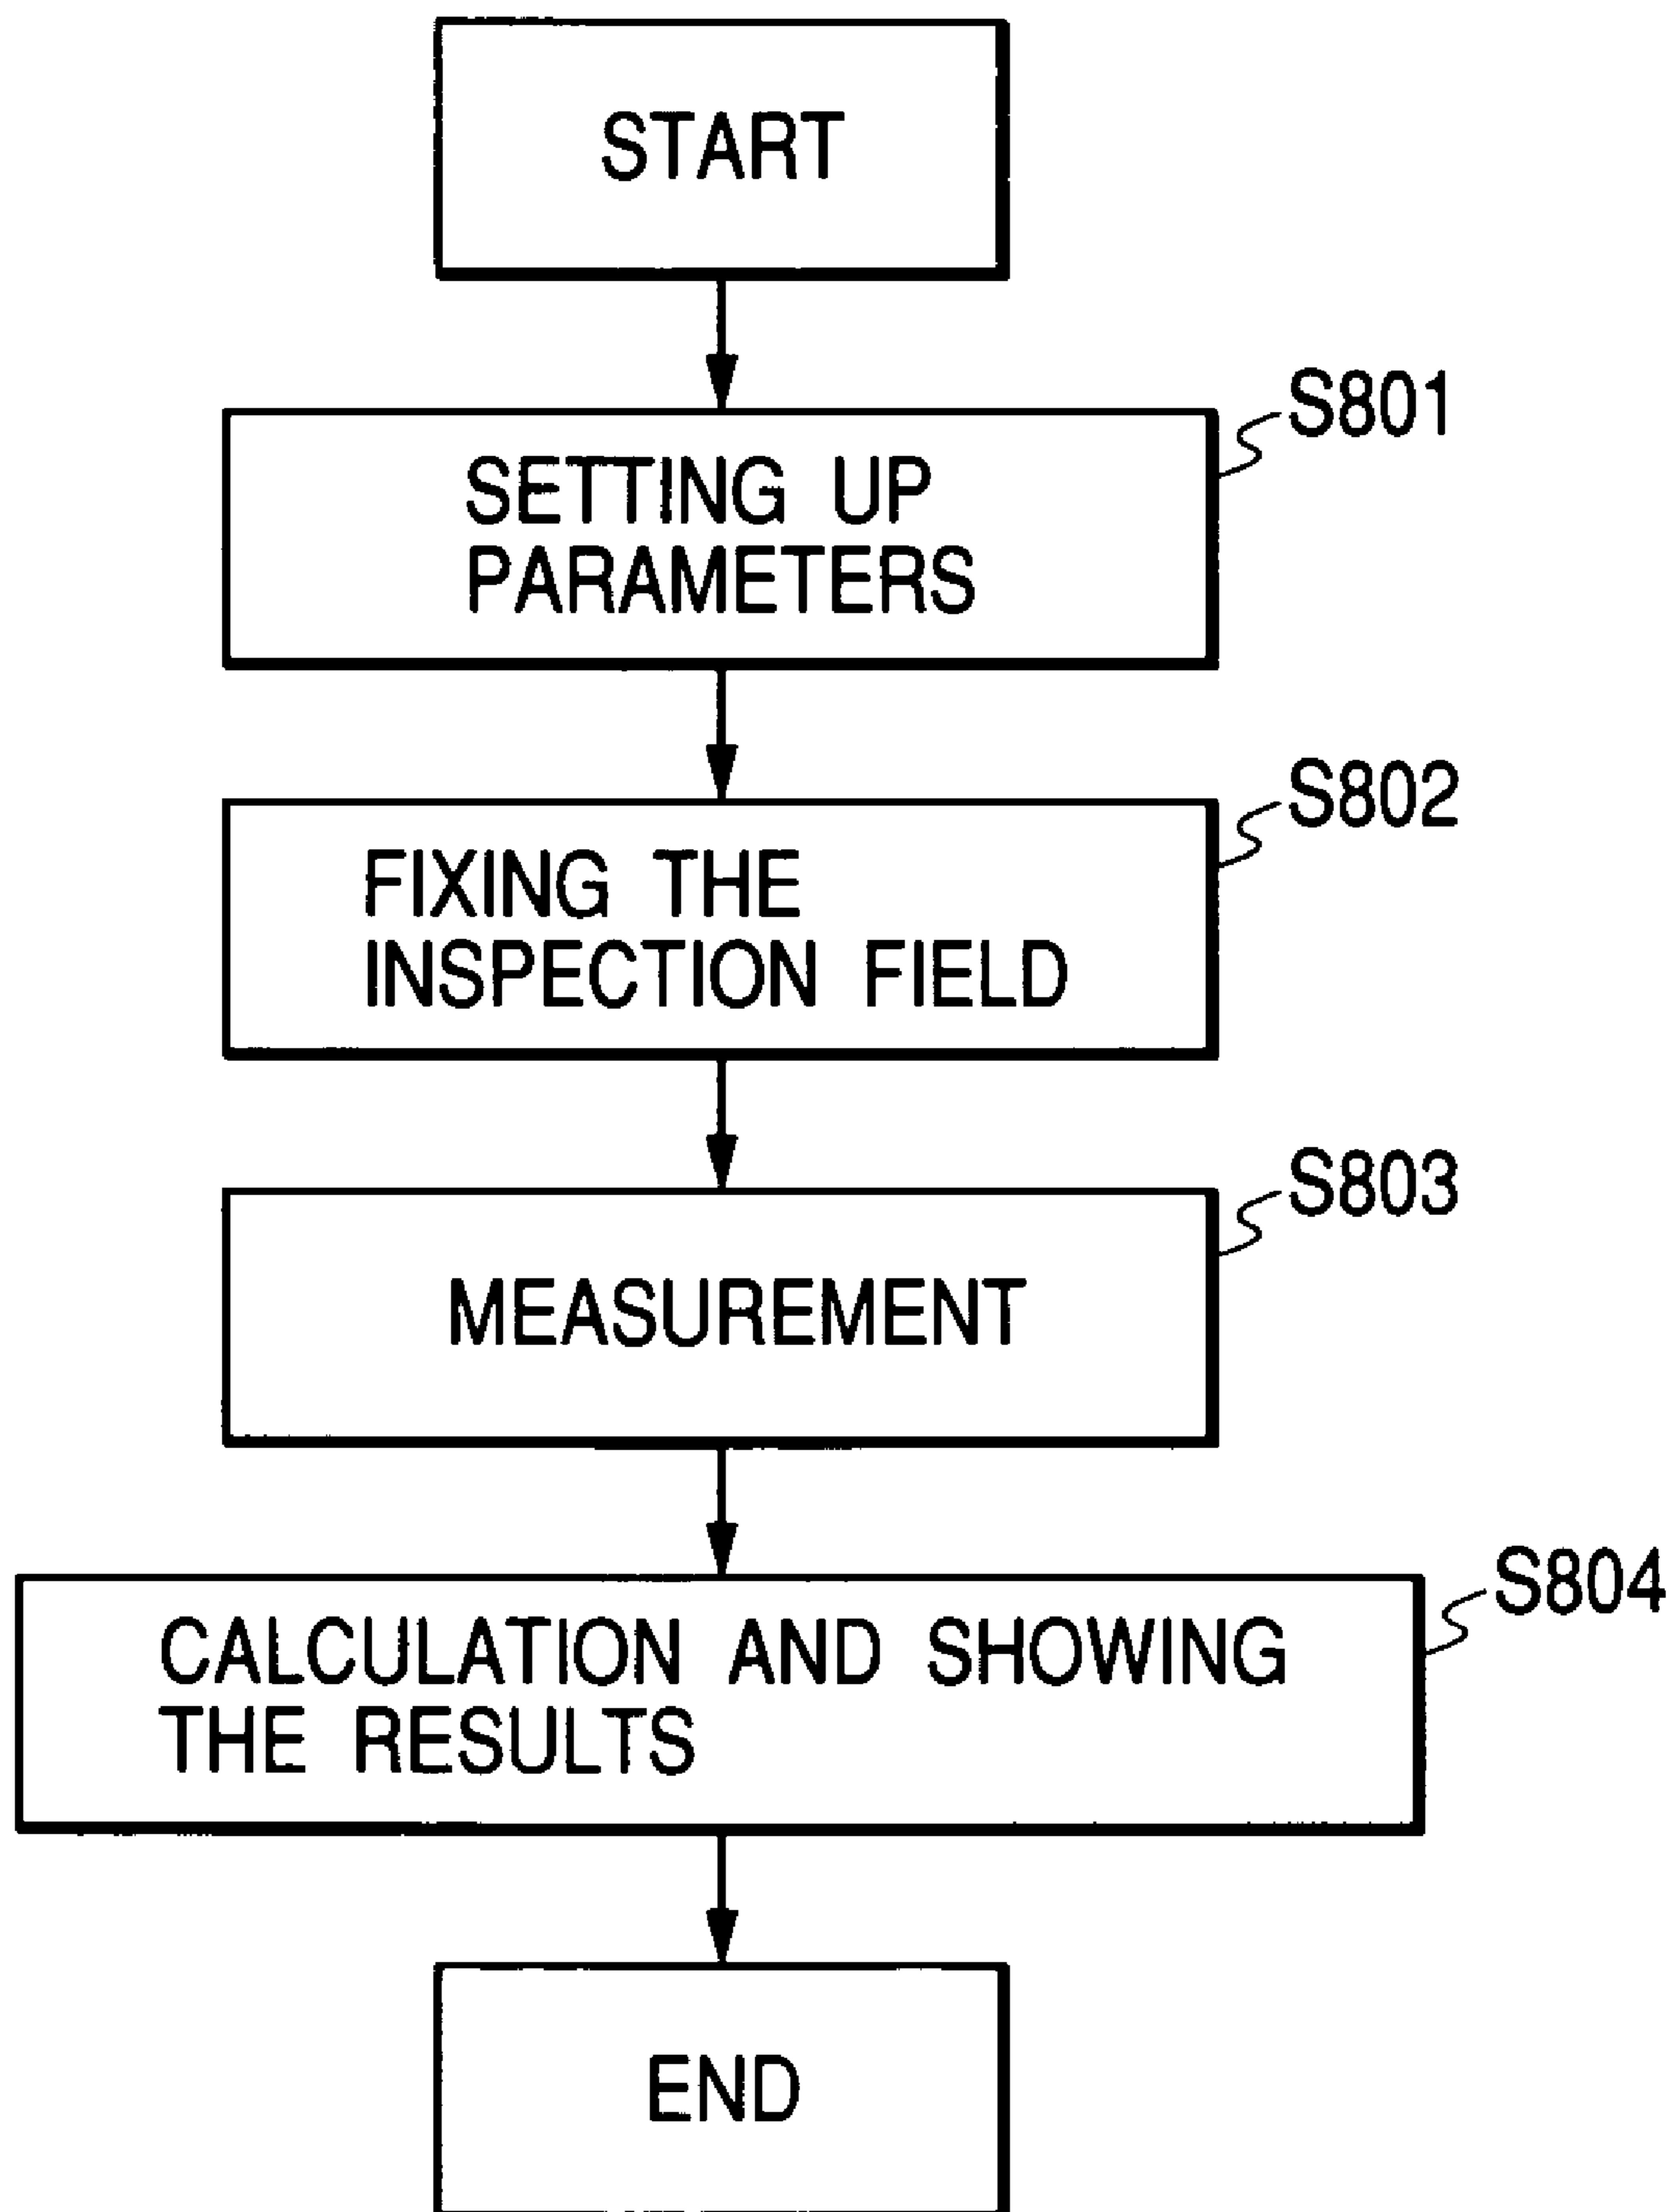 START
S801
SETTING UP
PARAMETERS
S802
FIXING THE
INSPECTION FIELD
S803
MEASUREMENT
S804
CALCULATION AND SHOWING
THE RESULTS
END